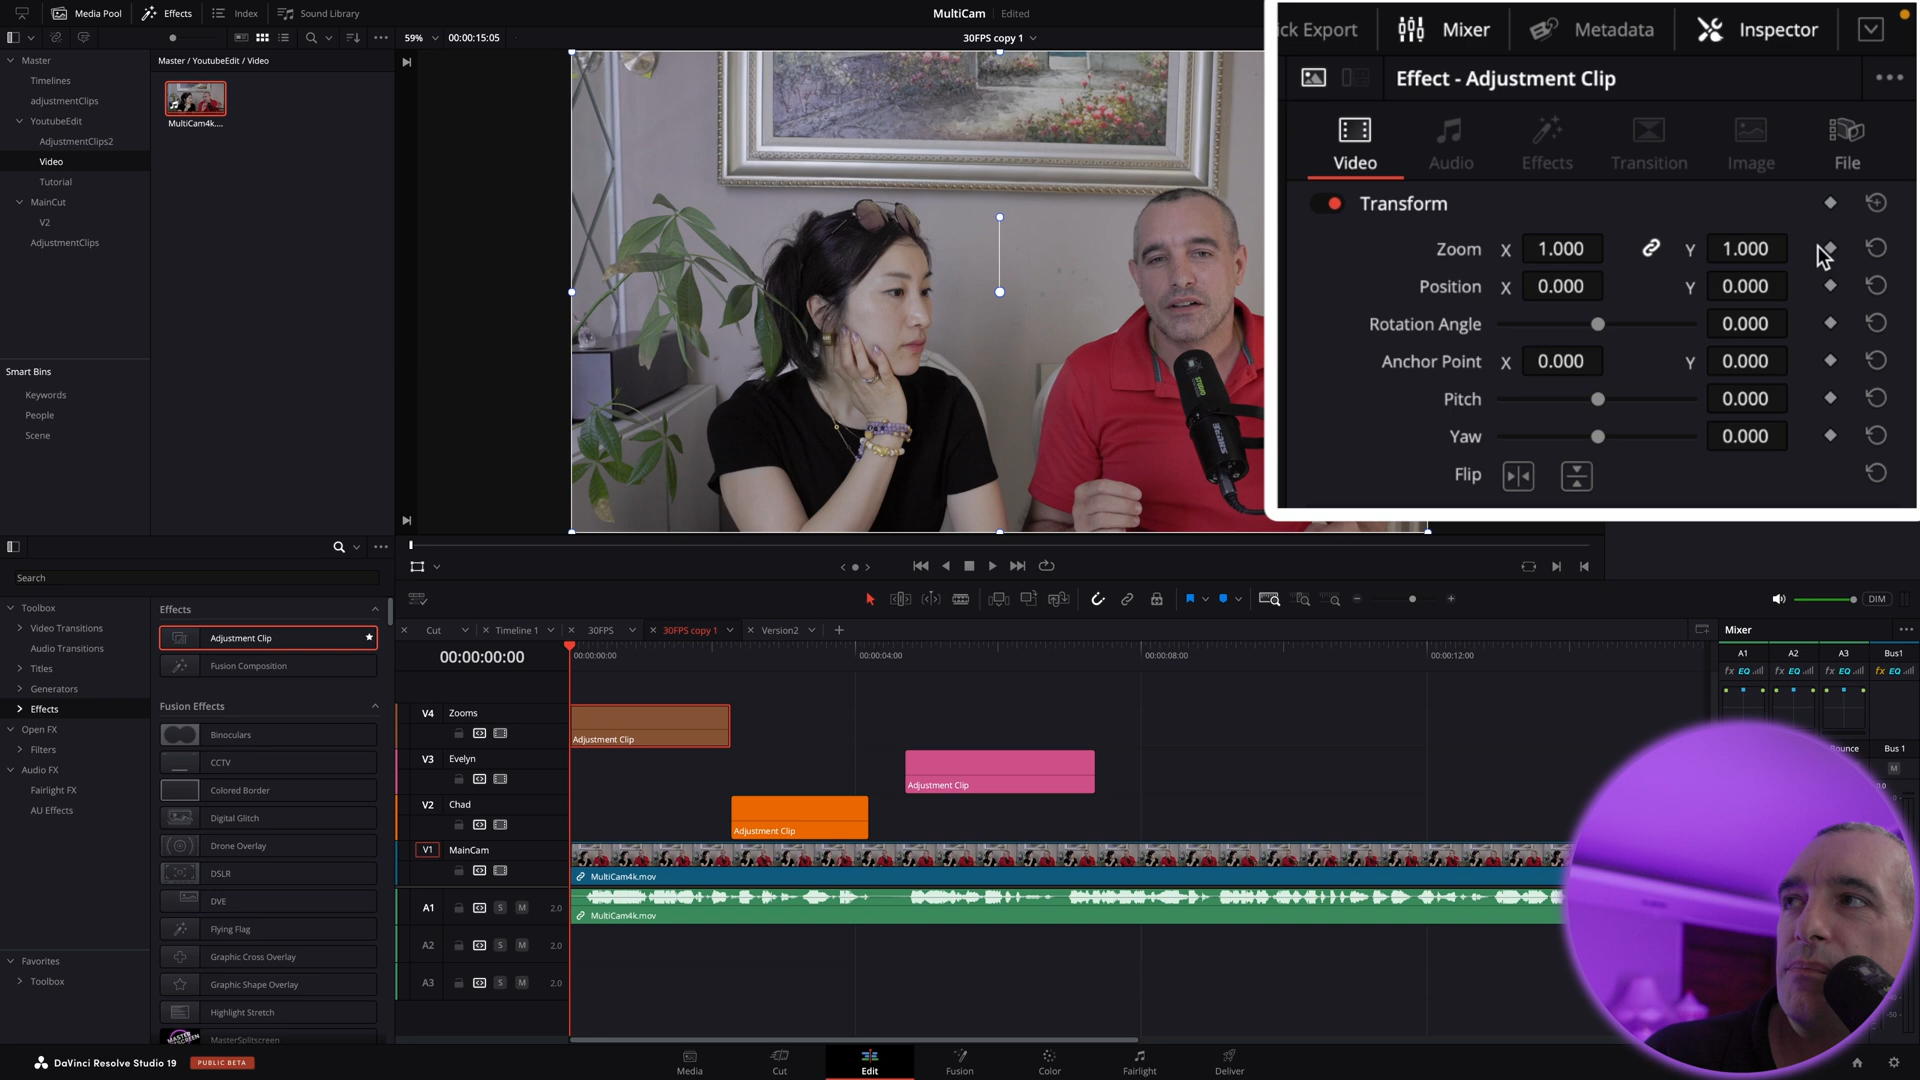 Media Pool
Effects
Index
Sound Library
MultiCam
Edited
ick Export
Mixer
Metadata
Inspector
59%
00:00:15:05
30FPS copy 1
Effect - Adjustment Clip
Master
Timelines
adjustmentClips
YoutubeEdit
AdjustmentClips2
Video
Tutorial
MainCut
V2
AdjustmentClips
Master / YoutubeEdit / Video
MultiCam4k....
Video
Audio
Effects
Transition
Image
File
Transform
Zoom X 1.000 Y 1.000
Position X 0.000 Y 0.000
Rotation Angle 0.000
Anchor Point X 0.000 Y 0.000
Pitch 0.000
Yaw 0.000
Flip
Smart Bins
Keywords
People
Scene
Search
Toolbox
Video Transitions
Audio Transitions
Titles
Generators
Effects
Open FX
Filters
Audio FX
Fairlight FX
AU Effects
Favorites
Toolbox
Effects
Adjustment Clip
Fusion Composition
Fusion Effects
Binoculars
CCTV
Colored Border
Digital Glitch
Drone Overlay
DSLR
DVE
Flying Flag
Graphic Cross Overlay
Graphic Shape Overlay
Highlight Stretch
MasterSplitscreen
DIM
Cut
Timeline 1
30FPS
30FPS copy 1
Version2
Mixer
00:00:00:00
00:00:00:00
00:00:04:00
00:00:08:00
00:00:12:00
A1 A2 A3 Bus1
fx EQ fx EQ fx EQ fx EQ
V4 Zooms
Adjustment Clip
V3 Evelyn
Adjustment Clip
V2 Chad
Adjustment Clip
V1 MainCam
MultiCam4k.mov
A1 S M 2.0
MultiCam4k.mov
A2 S M 2.0
A3 S M 2.0
ounce
Bus 1
M
DaVinci Resolve Studio 19
PUBLIC BETA
Media
Cut
Edit
Fusion
Color
Fairlight
Deliver